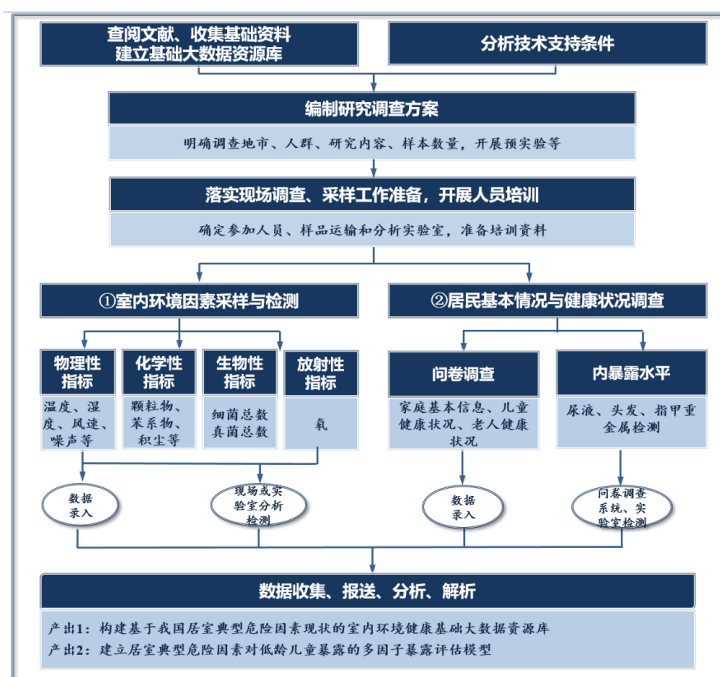 查阅文献、收集基础资料
建立基础大数据资源库
分析技术支持条件
编制研究调查方案
明确调查地市、人群、研究内容、样本数量，开展预实验等
落实现场调查、采样工作准备，开展人员培训
确定参加人员、样品运输和分析实验室，准备培训资料
①室内环境因素采样与检测
②居民基本情况与健康状况调查
物理性
指标
化学性
指标
生物性
指标
放射性
指标
问卷调查
内暴露水平
温度、湿
度、风速、
噪声等
颗粒物、
苯系物、
积尘等
细菌总数
真菌总数
氡
家庭基本信息、儿童
健康状况、老人健康
状况
尿液、头发、指甲重
金属检测
数据
录入
现场或实
验室分析
检测
数据
录入
问卷调查
系统、实
验室检测
数据收集、报送、分析、解析
产出1：构建基于我国居室典型危险因素现状的室内环境健康基础大数据资源库
产出2：建立居室典型危险因素对低龄儿童暴露的多因子暴露评估模型